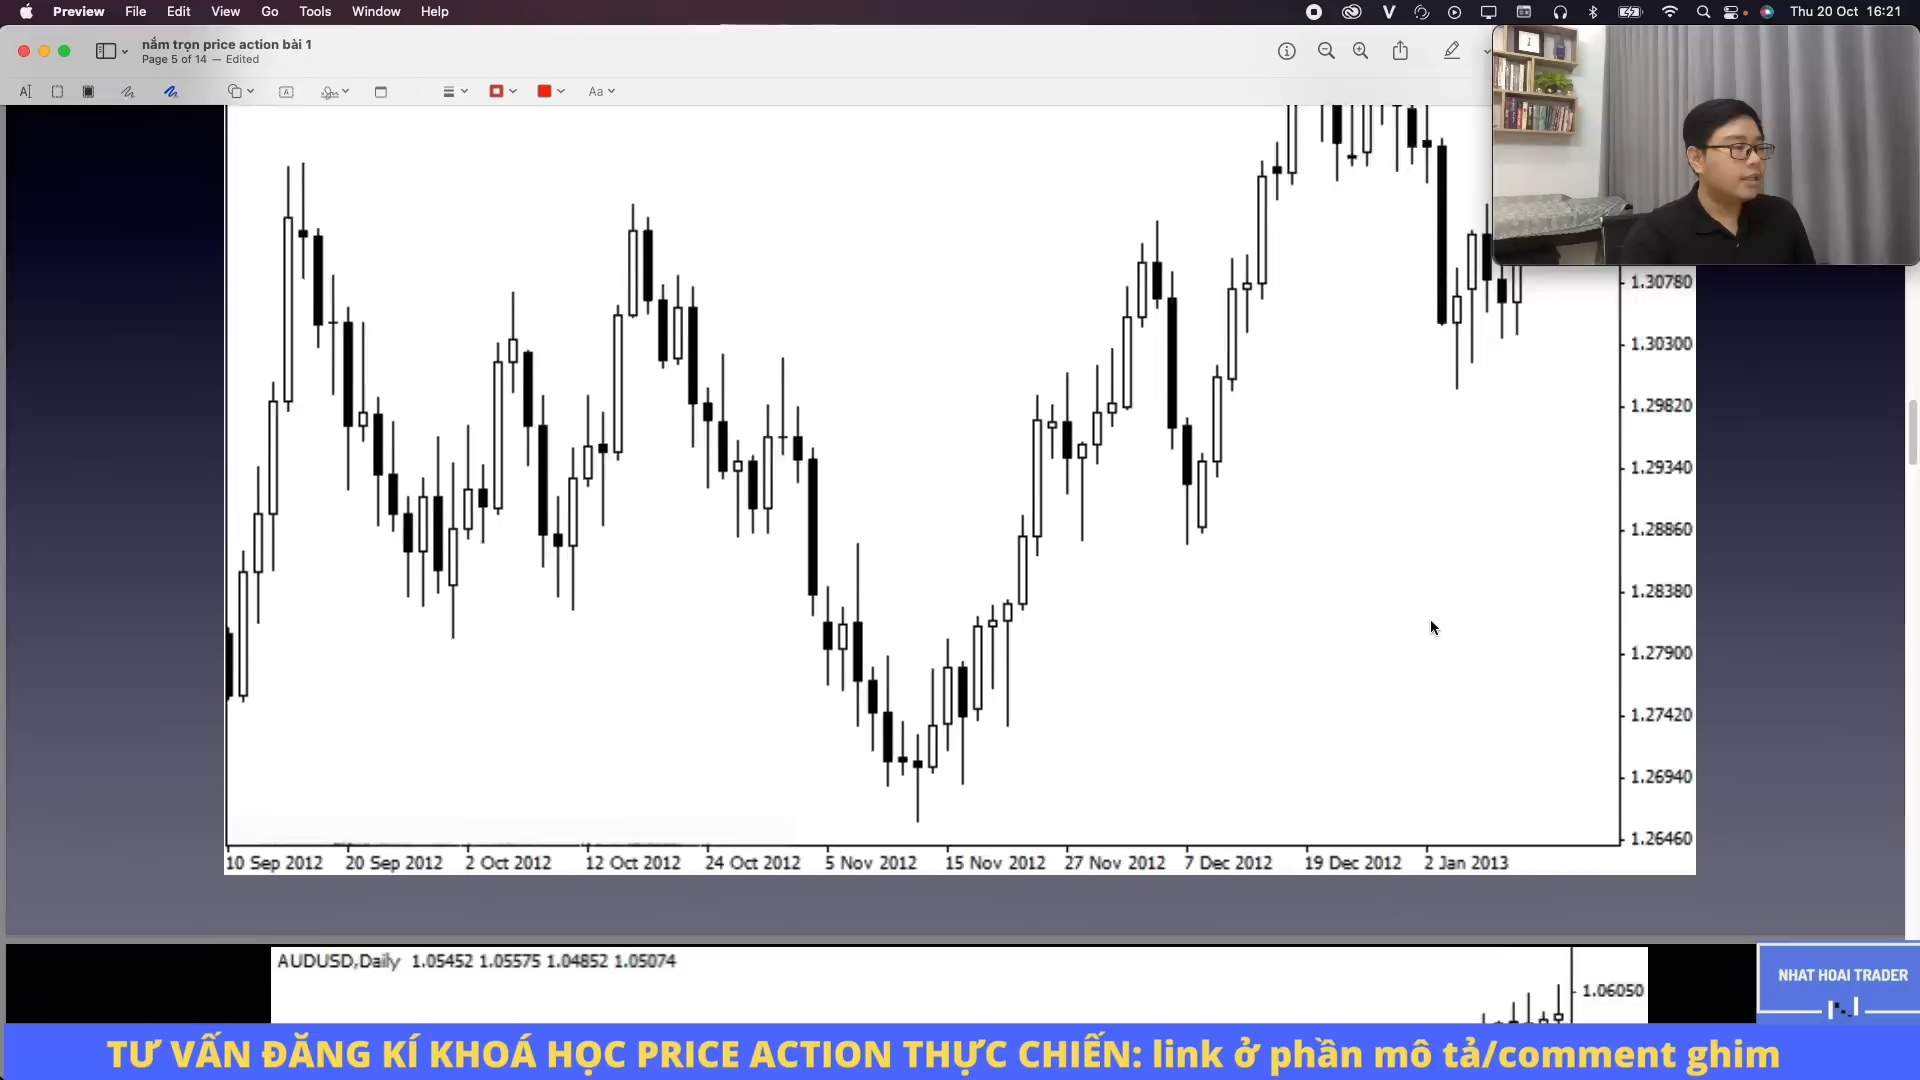 Preview File Edit View Go Tools Window Help
Thu 20 Oct 16:21
nắm trọn price action bài 1
Page 5 of 14 — Edited
Aa
1.30780
1.30300
1.29820
1.29340
1.28860
1.28380
1.27900
1.27420
1.26940
1.26460
10 Sep 2012 20 Sep 2012 2 Oct 2012 12 Oct 2012 24 Oct 2012 5 Nov 2012 15 Nov 2012 27 Nov 2012 7 Dec 2012 19 Dec 2012 2 Jan 2013
AUDUSD,Daily 1.05452 1.05575 1.04852 1.05074
1.06050
NHAT HOAI TRADER
TƯ VẤN ĐĂNG KÍ KHOÁ HỌC PRICE ACTION THỰC CHIẾN: link ở phần mô tả/comment ghim